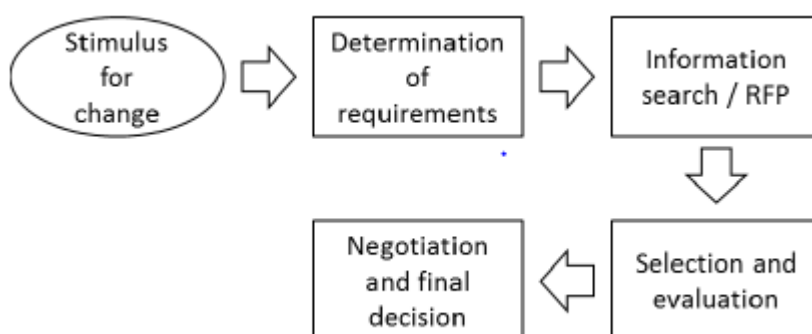 Stimulus
for
change
Determination
of
requirements
Information
search / RFP
Selection and
evaluation
Negotiation
and final
decision